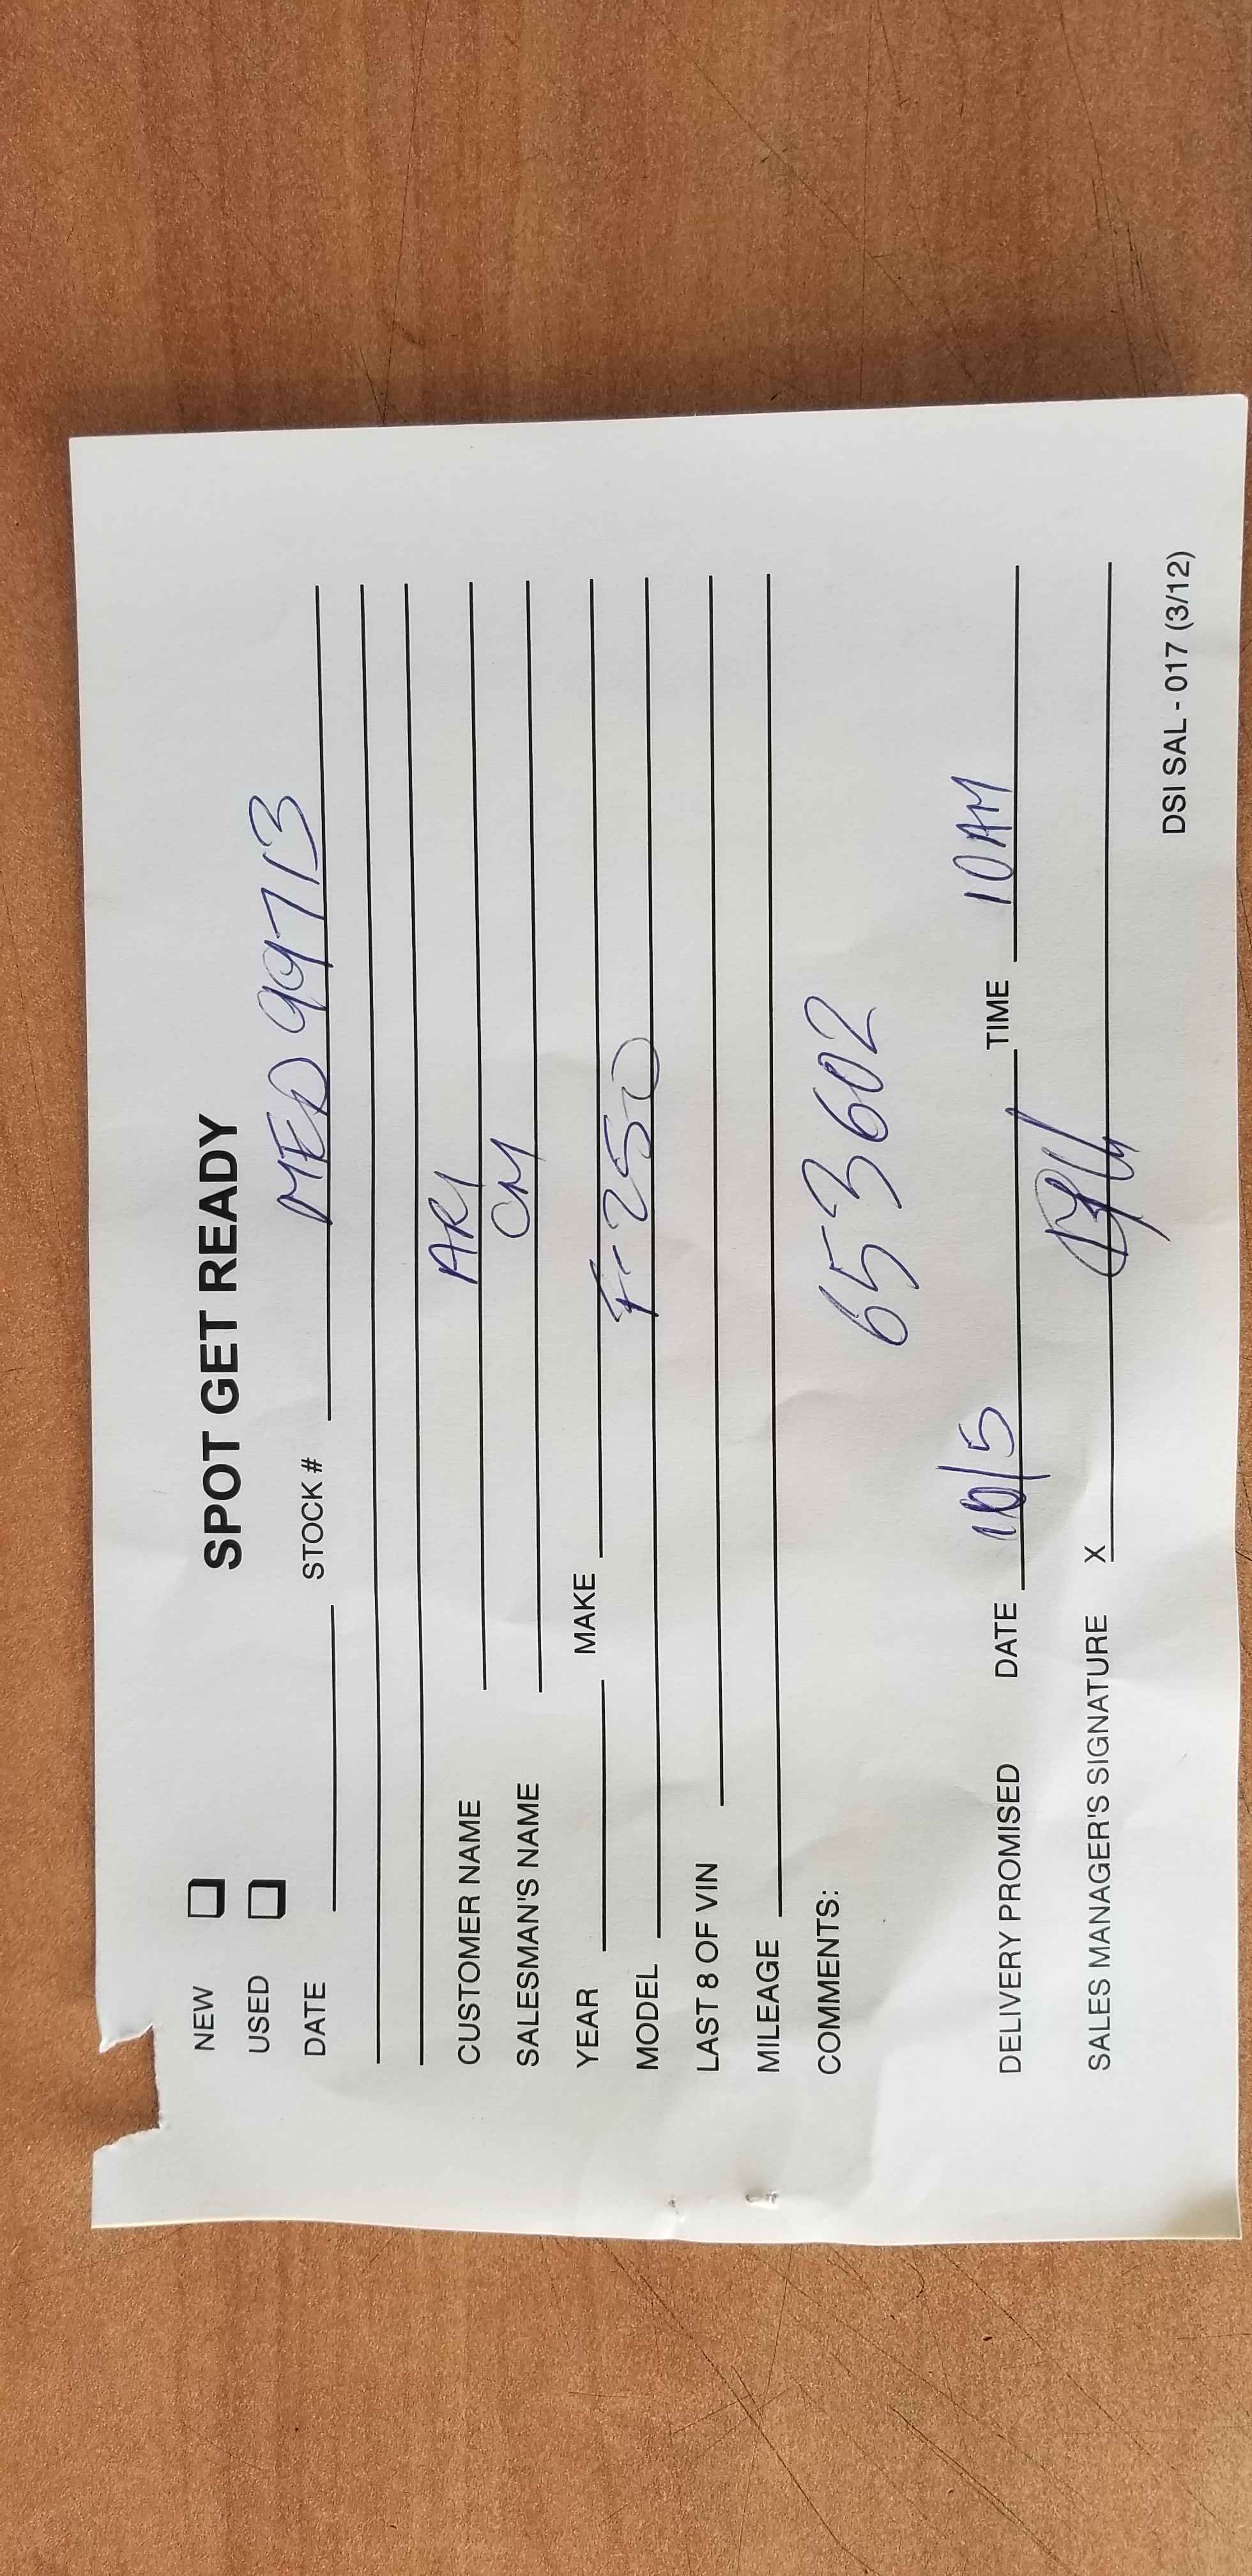 SPOT GET READY
NEW
USED
DATE STOCK # MED 99713
CUSTOMER NAME ARI
SALESMAN'S NAME CM
YEAR MAKE
MODEL F-250
LAST 8 OF VIN
MILEAGE
COMMENTS:
653602
DELIVERY PROMISED DATE 10/5 TIME 10AM
SALES MANAGER'S SIGNATURE X
DSI SAL - 017 (3/12)